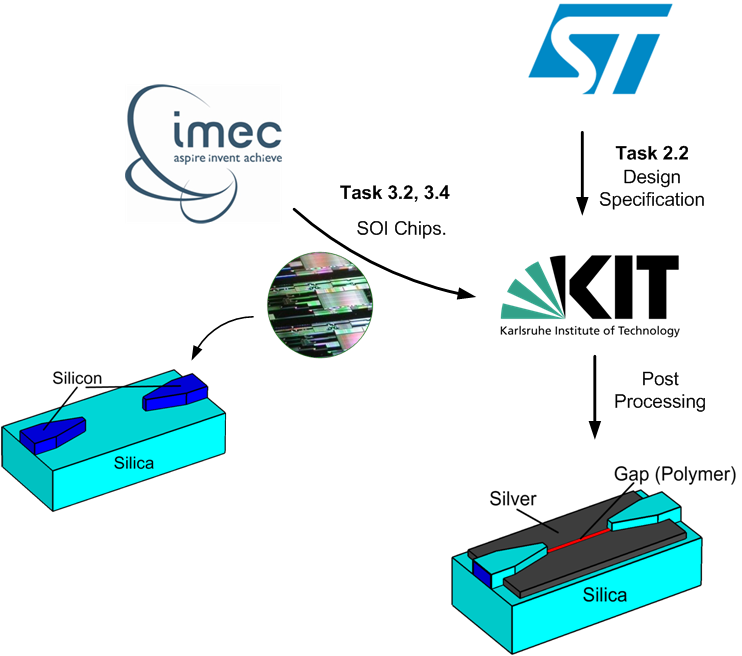 ST
imec
aspire invent achieve
Task 3.2, 3.4
SOI Chips.
Task 2.2
Design
Specification
KIT
Karlsruhe Institute of Technology
Silicon
Silica
Post
Processing
Gap (Polymer)
Silver
Silica